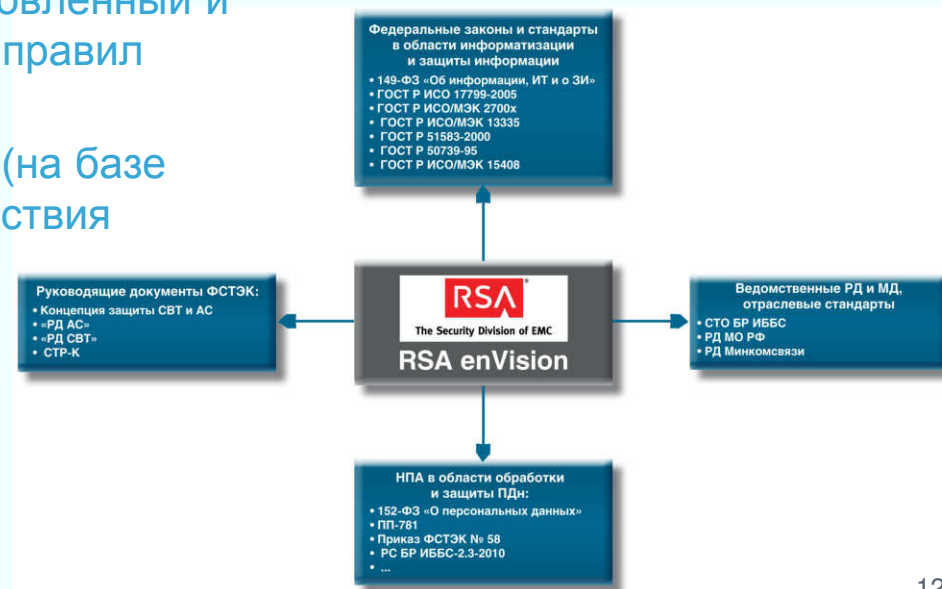 овленный и
правил
(на базе
ствия
Федеральные законы и стандарты
в области информатизации
и защиты информации
• 149-ФЗ «Об информации, ИТ и о ЗИ»
• ГОСТ Р ИСО 17799-2005
• ГОСТ Р ИСО/МЭК 2700x
• ГОСТ Р ИСО/МЭК 13335
• ГОСТ Р 51583-2000
• ГОСТ Р 50739-95
• ГОСТ Р ИСО/МЭК 15408
Руководящие документы ФСТЭК:
• Концепция защиты СВТ и АС
• «РД АС»
• «РД СВТ»
• СТР-К
RSA
The Security Division of EMC
RSA enVision
Ведомственные РД и МД,
отраслевые стандарты
• СТО БР ИББС
• РД МО РФ
• РД Минкомсвязи
НПА в области обработки
и защиты ПДн:
• 152-ФЗ «О персональных данных»
• ПП-781
• Приказ ФСТЭК № 58
• РС БР ИББС-2.3-2010
• ...
12